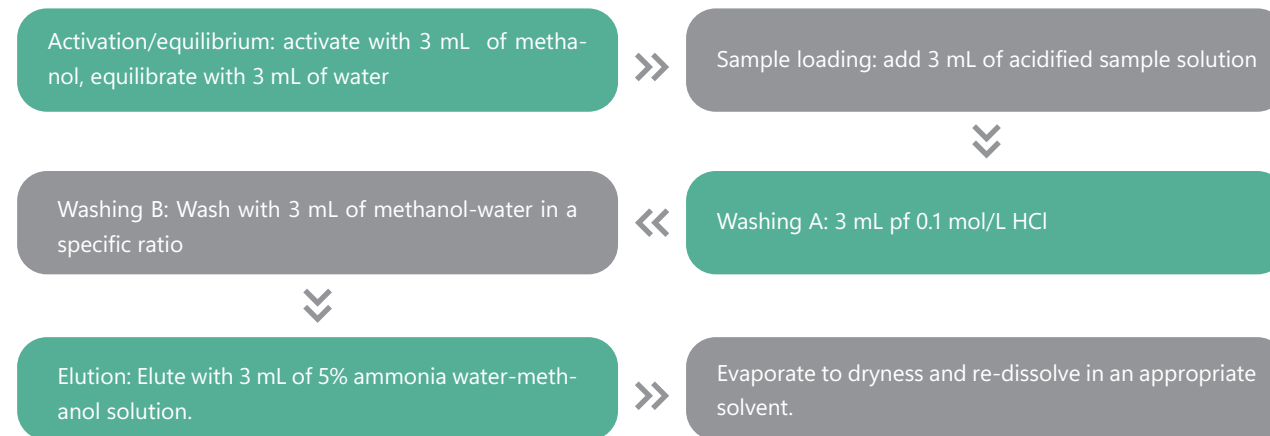 Activation/equilibrium: activate with 3 mL of metha-
nol, equilibrate with 3 mL of water
Sample loading: add 3 mL of acidified sample solution
Washing A: 3 mL pf 0.1 mol/L HCl
Washing B: Wash with 3 mL of methanol-water in a
specific ratio
Elution: Elute with 3 mL of 5% ammonia water-meth-
anol solution.
Evaporate to dryness and re-dissolve in an appropriate
solvent.